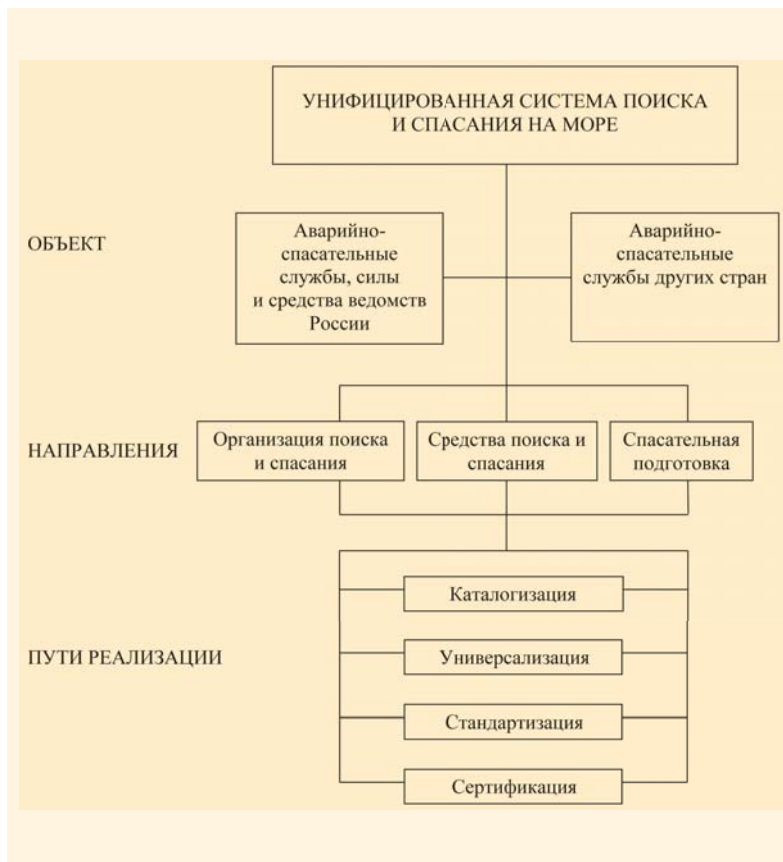 УНИФИЦИРОВАННАЯ СИСТЕМА ПОИСКА
И СПАСАНИЯ НА МОРЕ
ОБЪЕКТ
Аварийно-
спасательные
службы, силы
и средства ведомств
России
Аварийно-
спасательные
службы других стран
НАПРАВЛЕНИЯ
Организация поиска
и спасания
Средства поиска и
спасания
Спасательная
подготовка
ПУТИ РЕАЛИЗАЦИИ
Каталогизация
Универсализация
Стандартизация
Сертификация